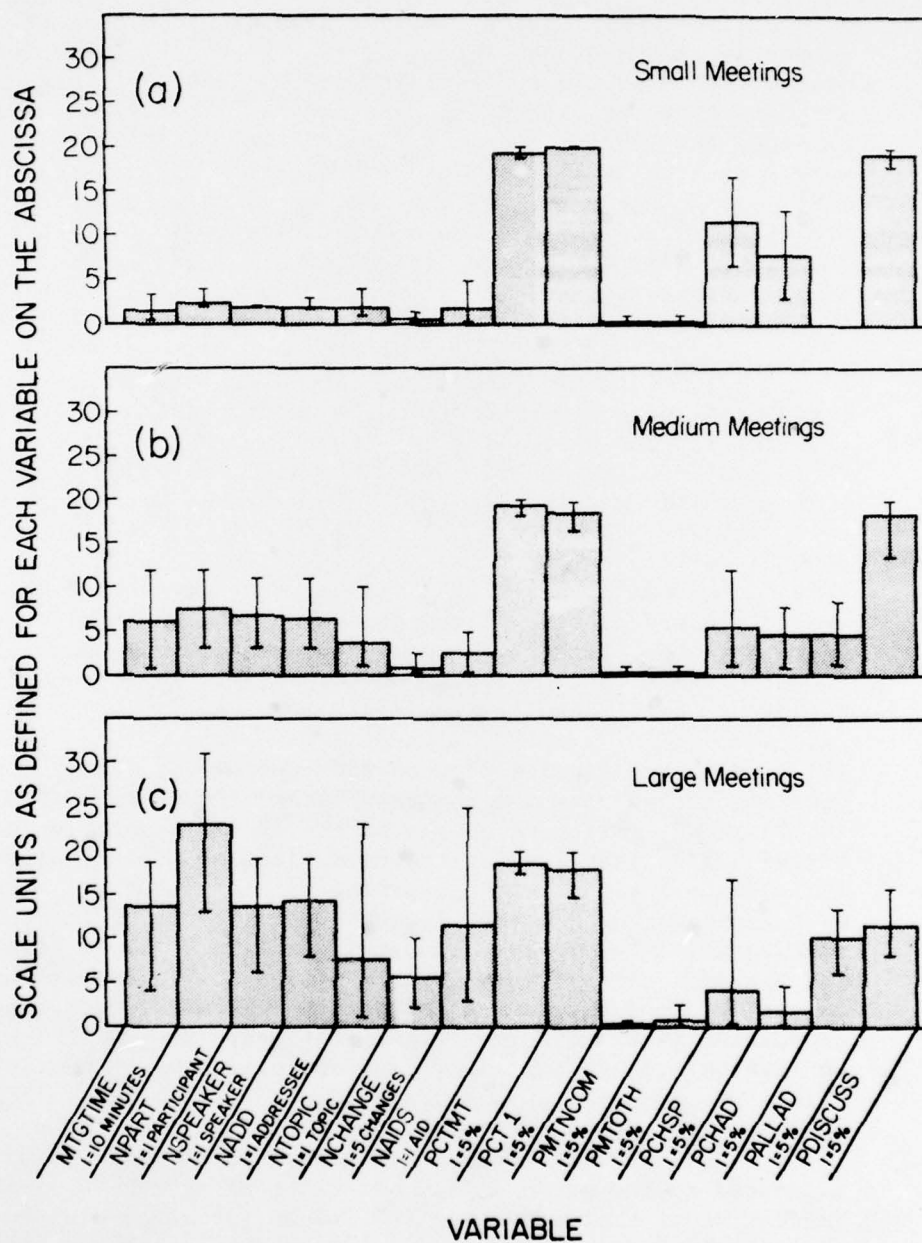 SCALE UNITS AS DEFINED FOR EACH VARIABLE ON THE ABSCISSA
(a)
Small Meetings
30
25
20
15
10
5
0
(b)
Medium Meetings
30
25
20
15
10
5
0
(c)
Large Meetings
30
25
20
15
10
5
0
MTGTIME
1=10 MINUTES
NPART
1=1 PARTICIPANT
NSPEAKER
1=1 SPEAKER
NADD
1=1 ADDRESSEE
NTOPIC
1=1 TOPIC
NCHANGE
1=5 CHANGES
NAIDS
1=1 AID
PCTMT
1=5%
PCT 1
1=5%
PMTNCOM
1=5%
PMTOTH
1=5%
PCHSP
1=5%
PCHAD
1=5%
PALLAD
1=5%
PDISCUSS
1=5%
VARIABLE